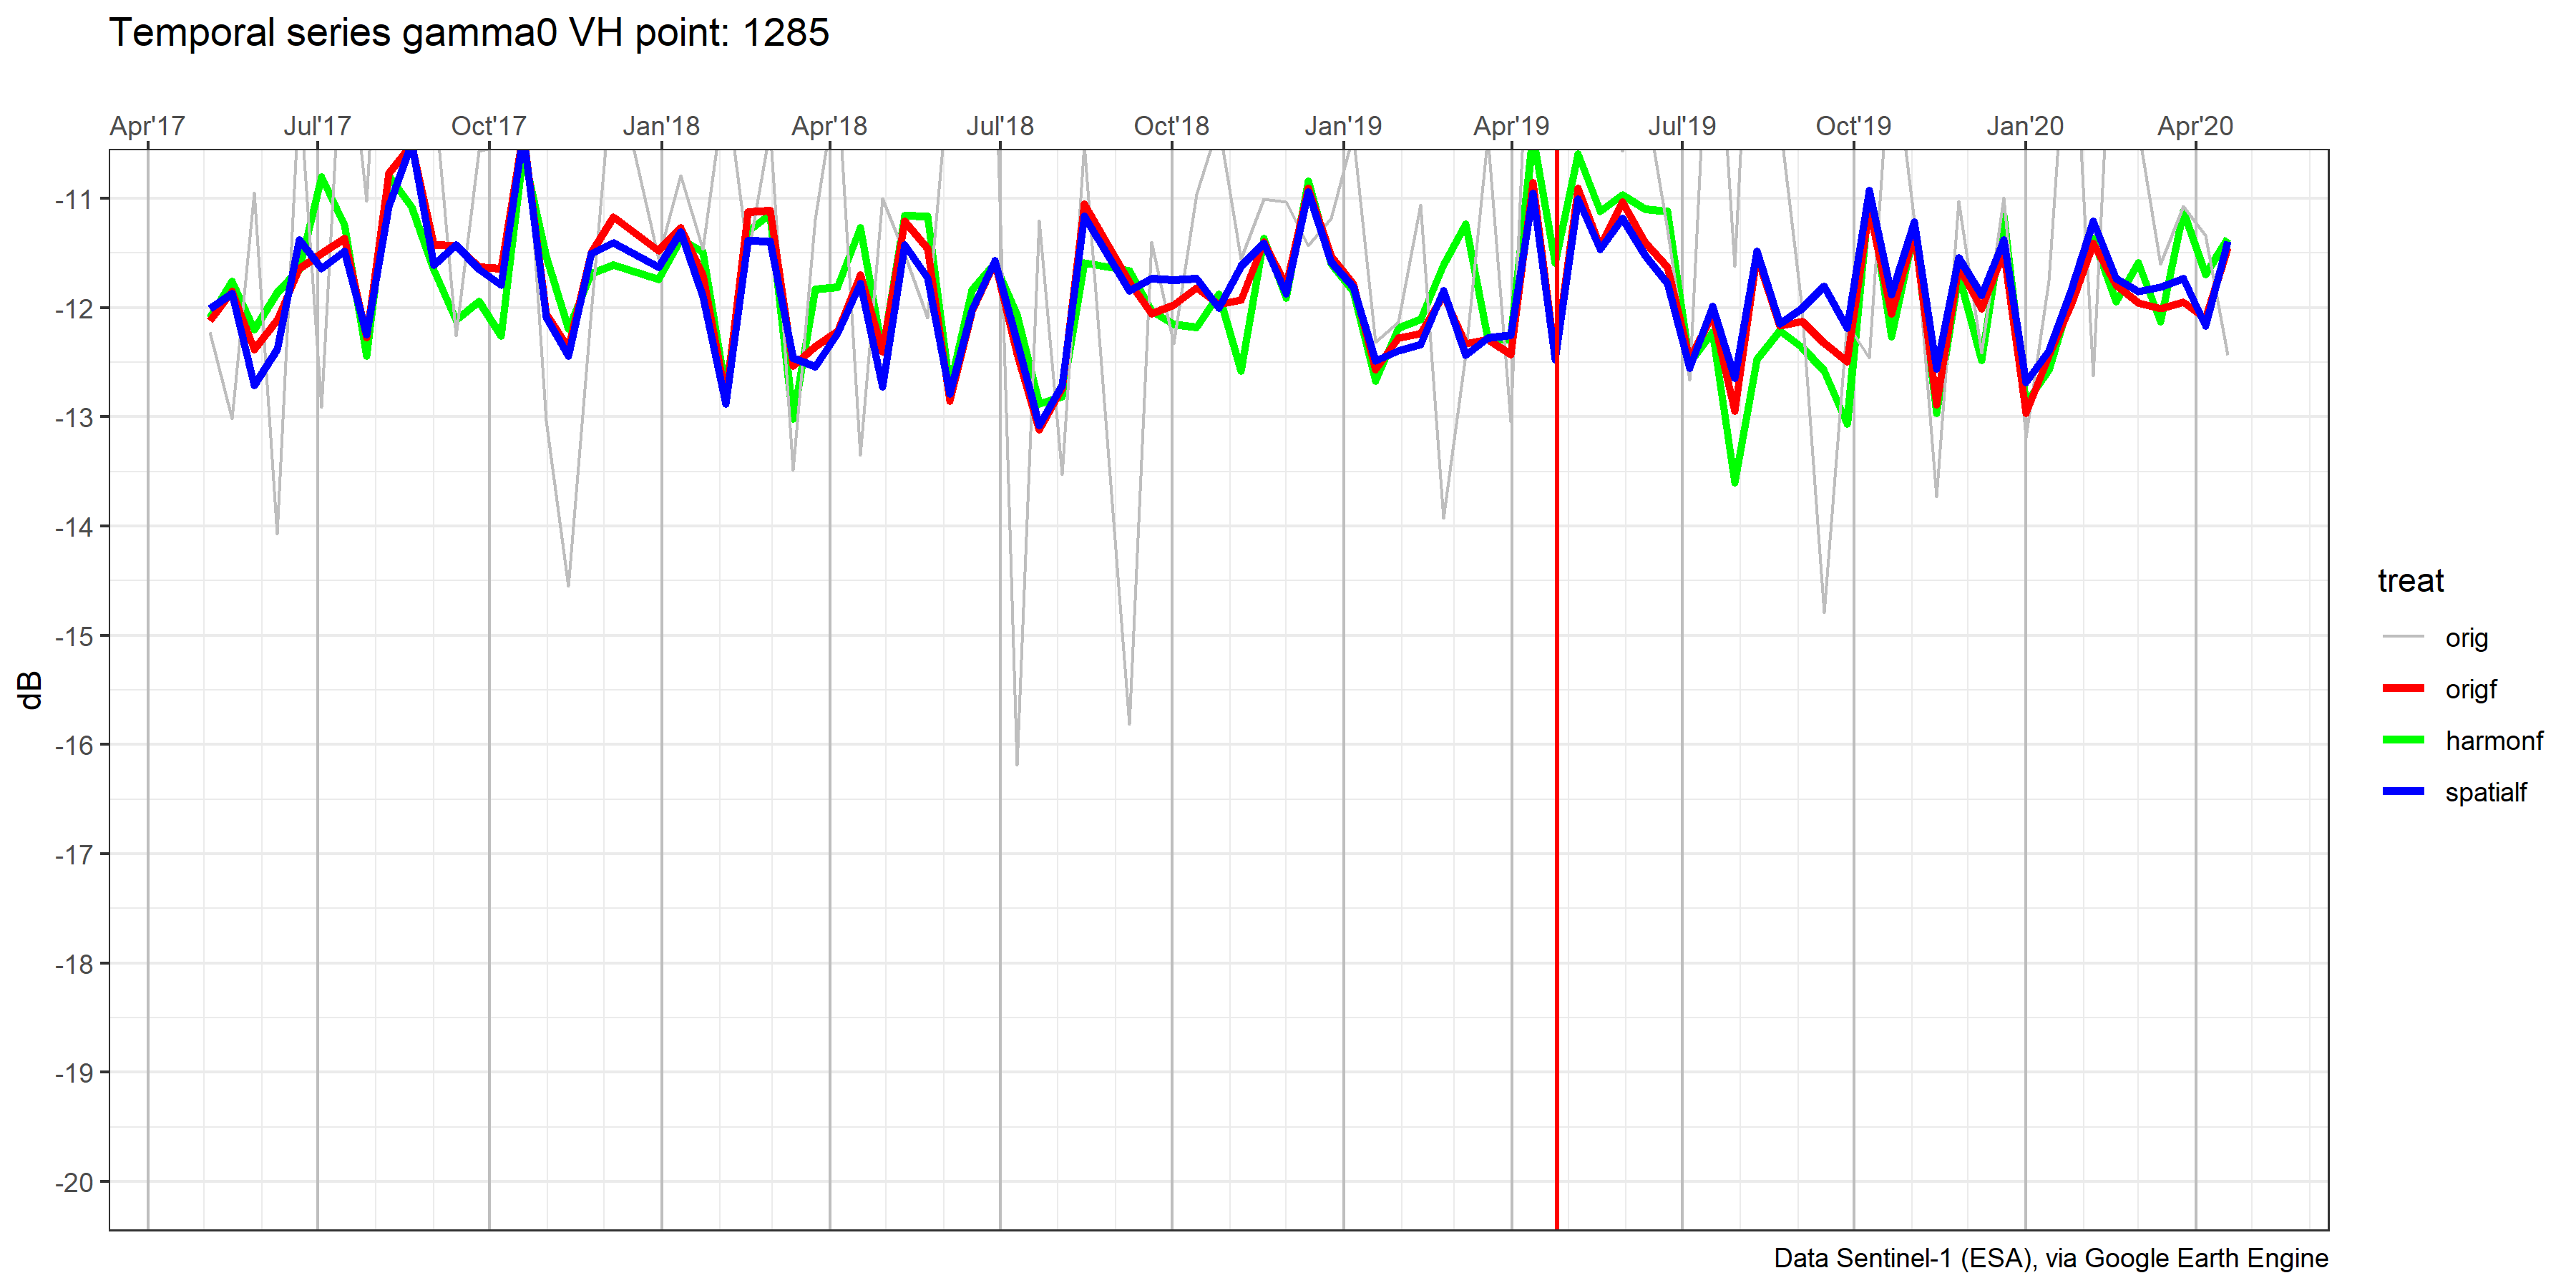 Temporal series gamma0 VH point: 1285
Apr'17 Jul'17 Oct'17 Jan'18 Apr'18 Jul'18 Oct'18 Jan'19 Apr'19 Jul'19 Oct'19 Jan'20 Apr'20
-11
-12
-13
-14
-15
-16
-17
-18
-19
-20
dB
treat
orig
origf
harmonf
spatialf
Data Sentinel-1 (ESA), via Google Earth Engine